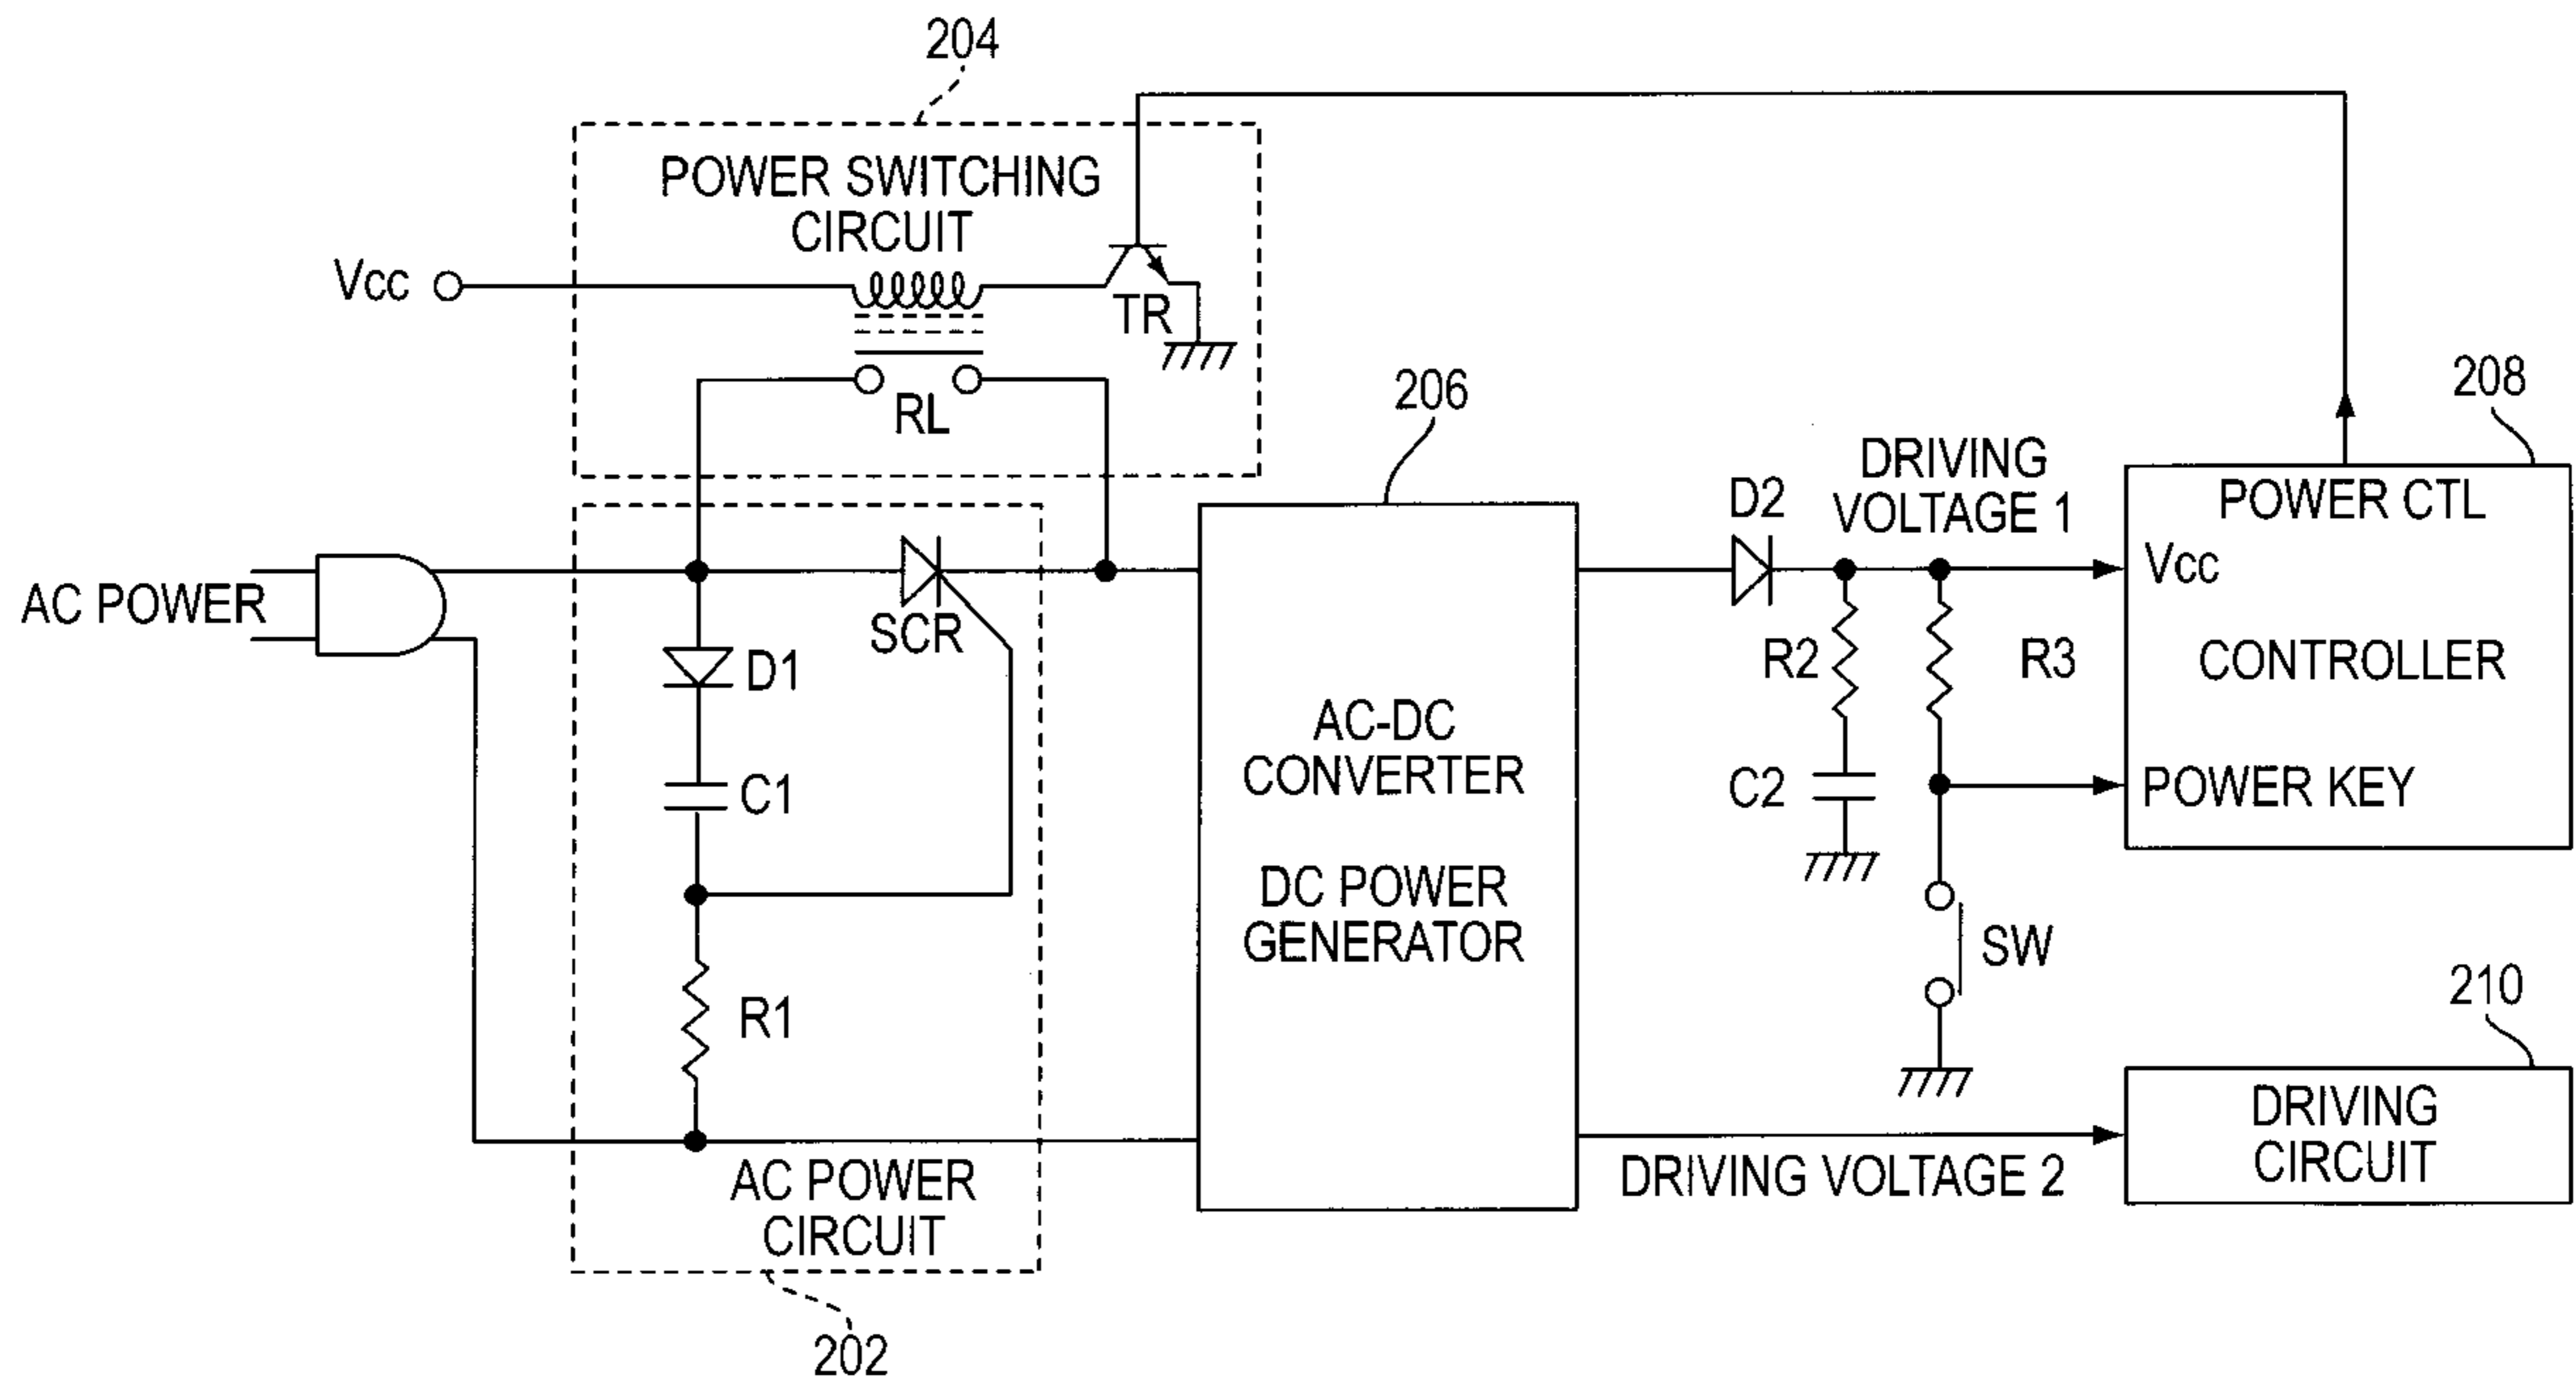 204
POWER SWITCHING
CIRCUIT
Vcc
TR
RL
206
208
AC POWER
SCR
D1
C1
R1
AC POWER
CIRCUIT
202
AC-DC
CONVERTER
DC POWER
GENERATOR
D2
DRIVING
VOLTAGE 1
R2
R3
C2
SW
POWER CTL
Vcc
CONTROLLER
POWER KEY
210
DRIVING VOLTAGE 2
DRIVING
CIRCUIT